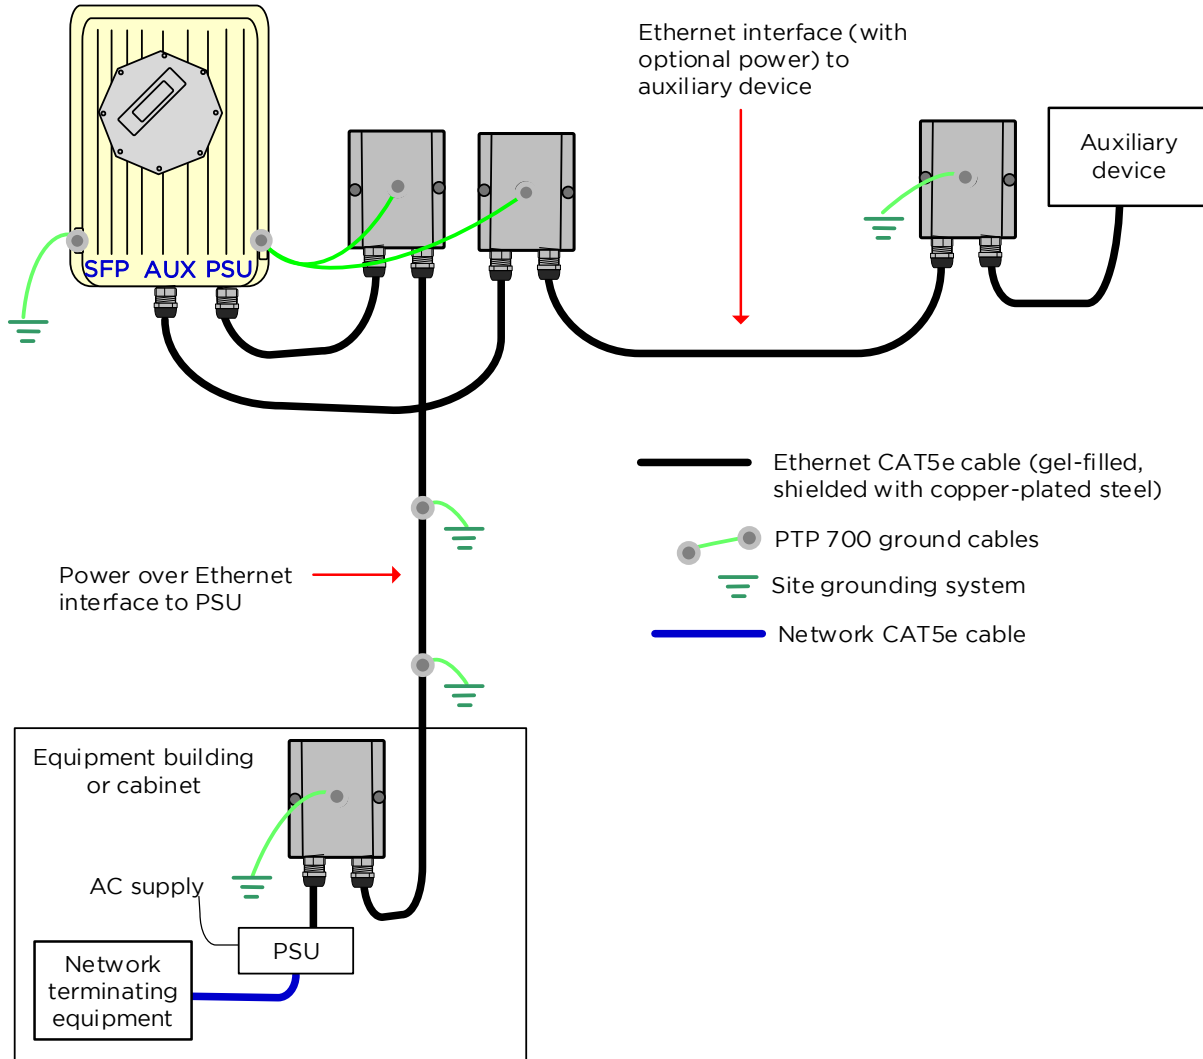 Ethernet interface (with
optional power) to
auxiliary device
Auxiliary
device
SFP AUX PSU
Ethernet CAT5e cable (gel-filled,
shielded with copper-plated steel)
PTP 700 ground cables
Site grounding system
Network CAT5e cable
Power over Ethernet
interface to PSU
Equipment building
or cabinet
AC supply
PSU
Network
terminating
equipment